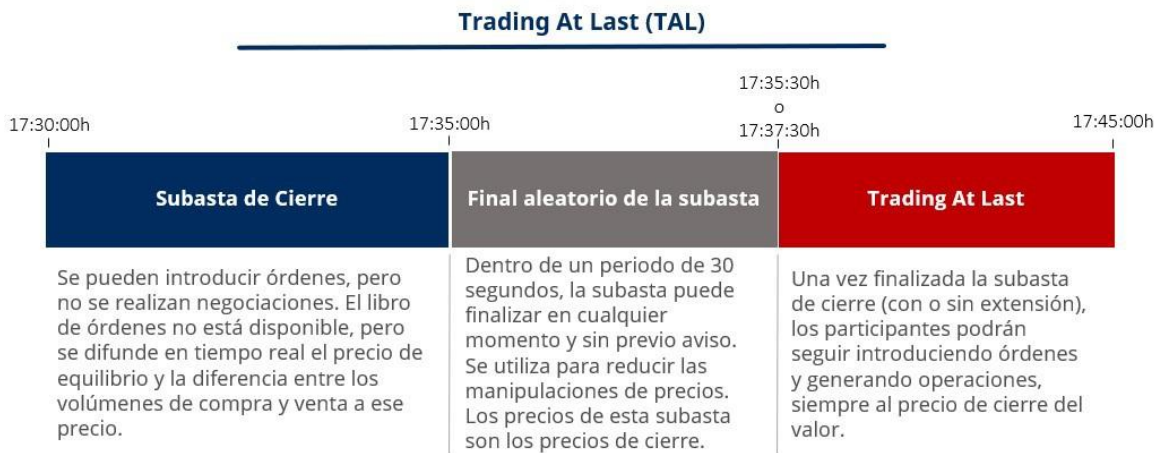 Trading At Last (TAL)
17:30:00h
17:35:00h
17:35:30h
o
17:37:30h
17:45:00h
Subasta de Cierre
Final aleatorio de la subasta
Trading At Last
Se pueden introducir órdenes, pero
no se realizan negociaciones. El libro
de órdenes no está disponible, pero
se difunde en tiempo real el precio de
equilibrio y la diferencia entre los
volúmenes de compra y venta a ese
precio.
Dentro de un periodo de 30
segundos, la subasta puede
finalizar en cualquier
momento y sin previo aviso.
Se utiliza para reducir las
manipulaciones de precios.
Los precios de esta subasta
son los precios de cierre.
Una vez finalizada la subasta
de cierre (con o sin extensión),
los participantes podrán
seguir introduciendo órdenes
y generando operaciones,
siempre al precio de cierre del
valor.